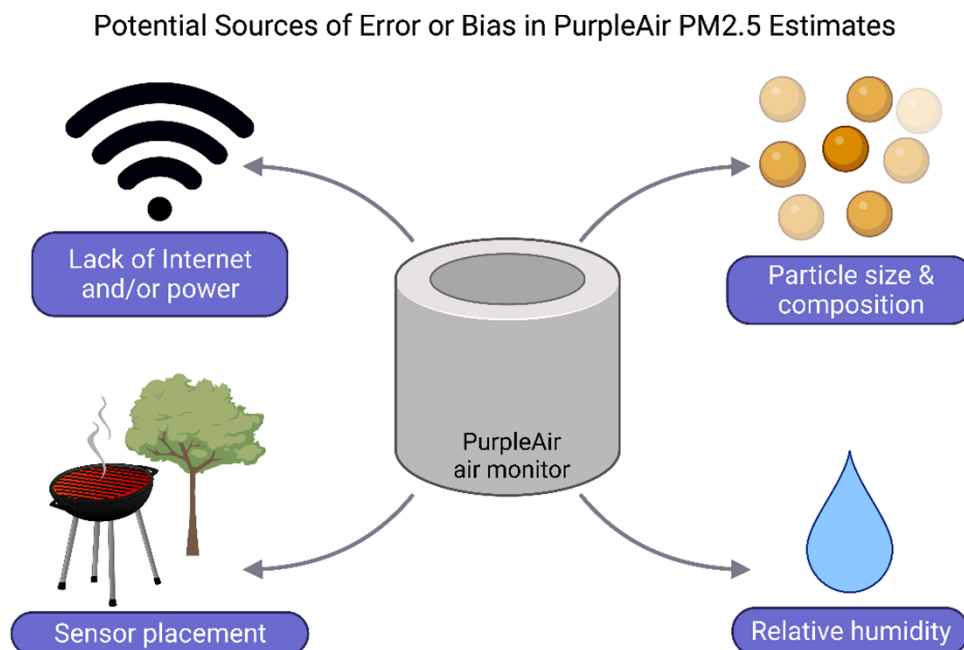 Potential Sources of Error or Bias in PurpleAir PM2.5 Estimates
Lack of Internet
and/or power
Particle size &
composition
PurpleAir
air monitor
Sensor placement
Relative humidity